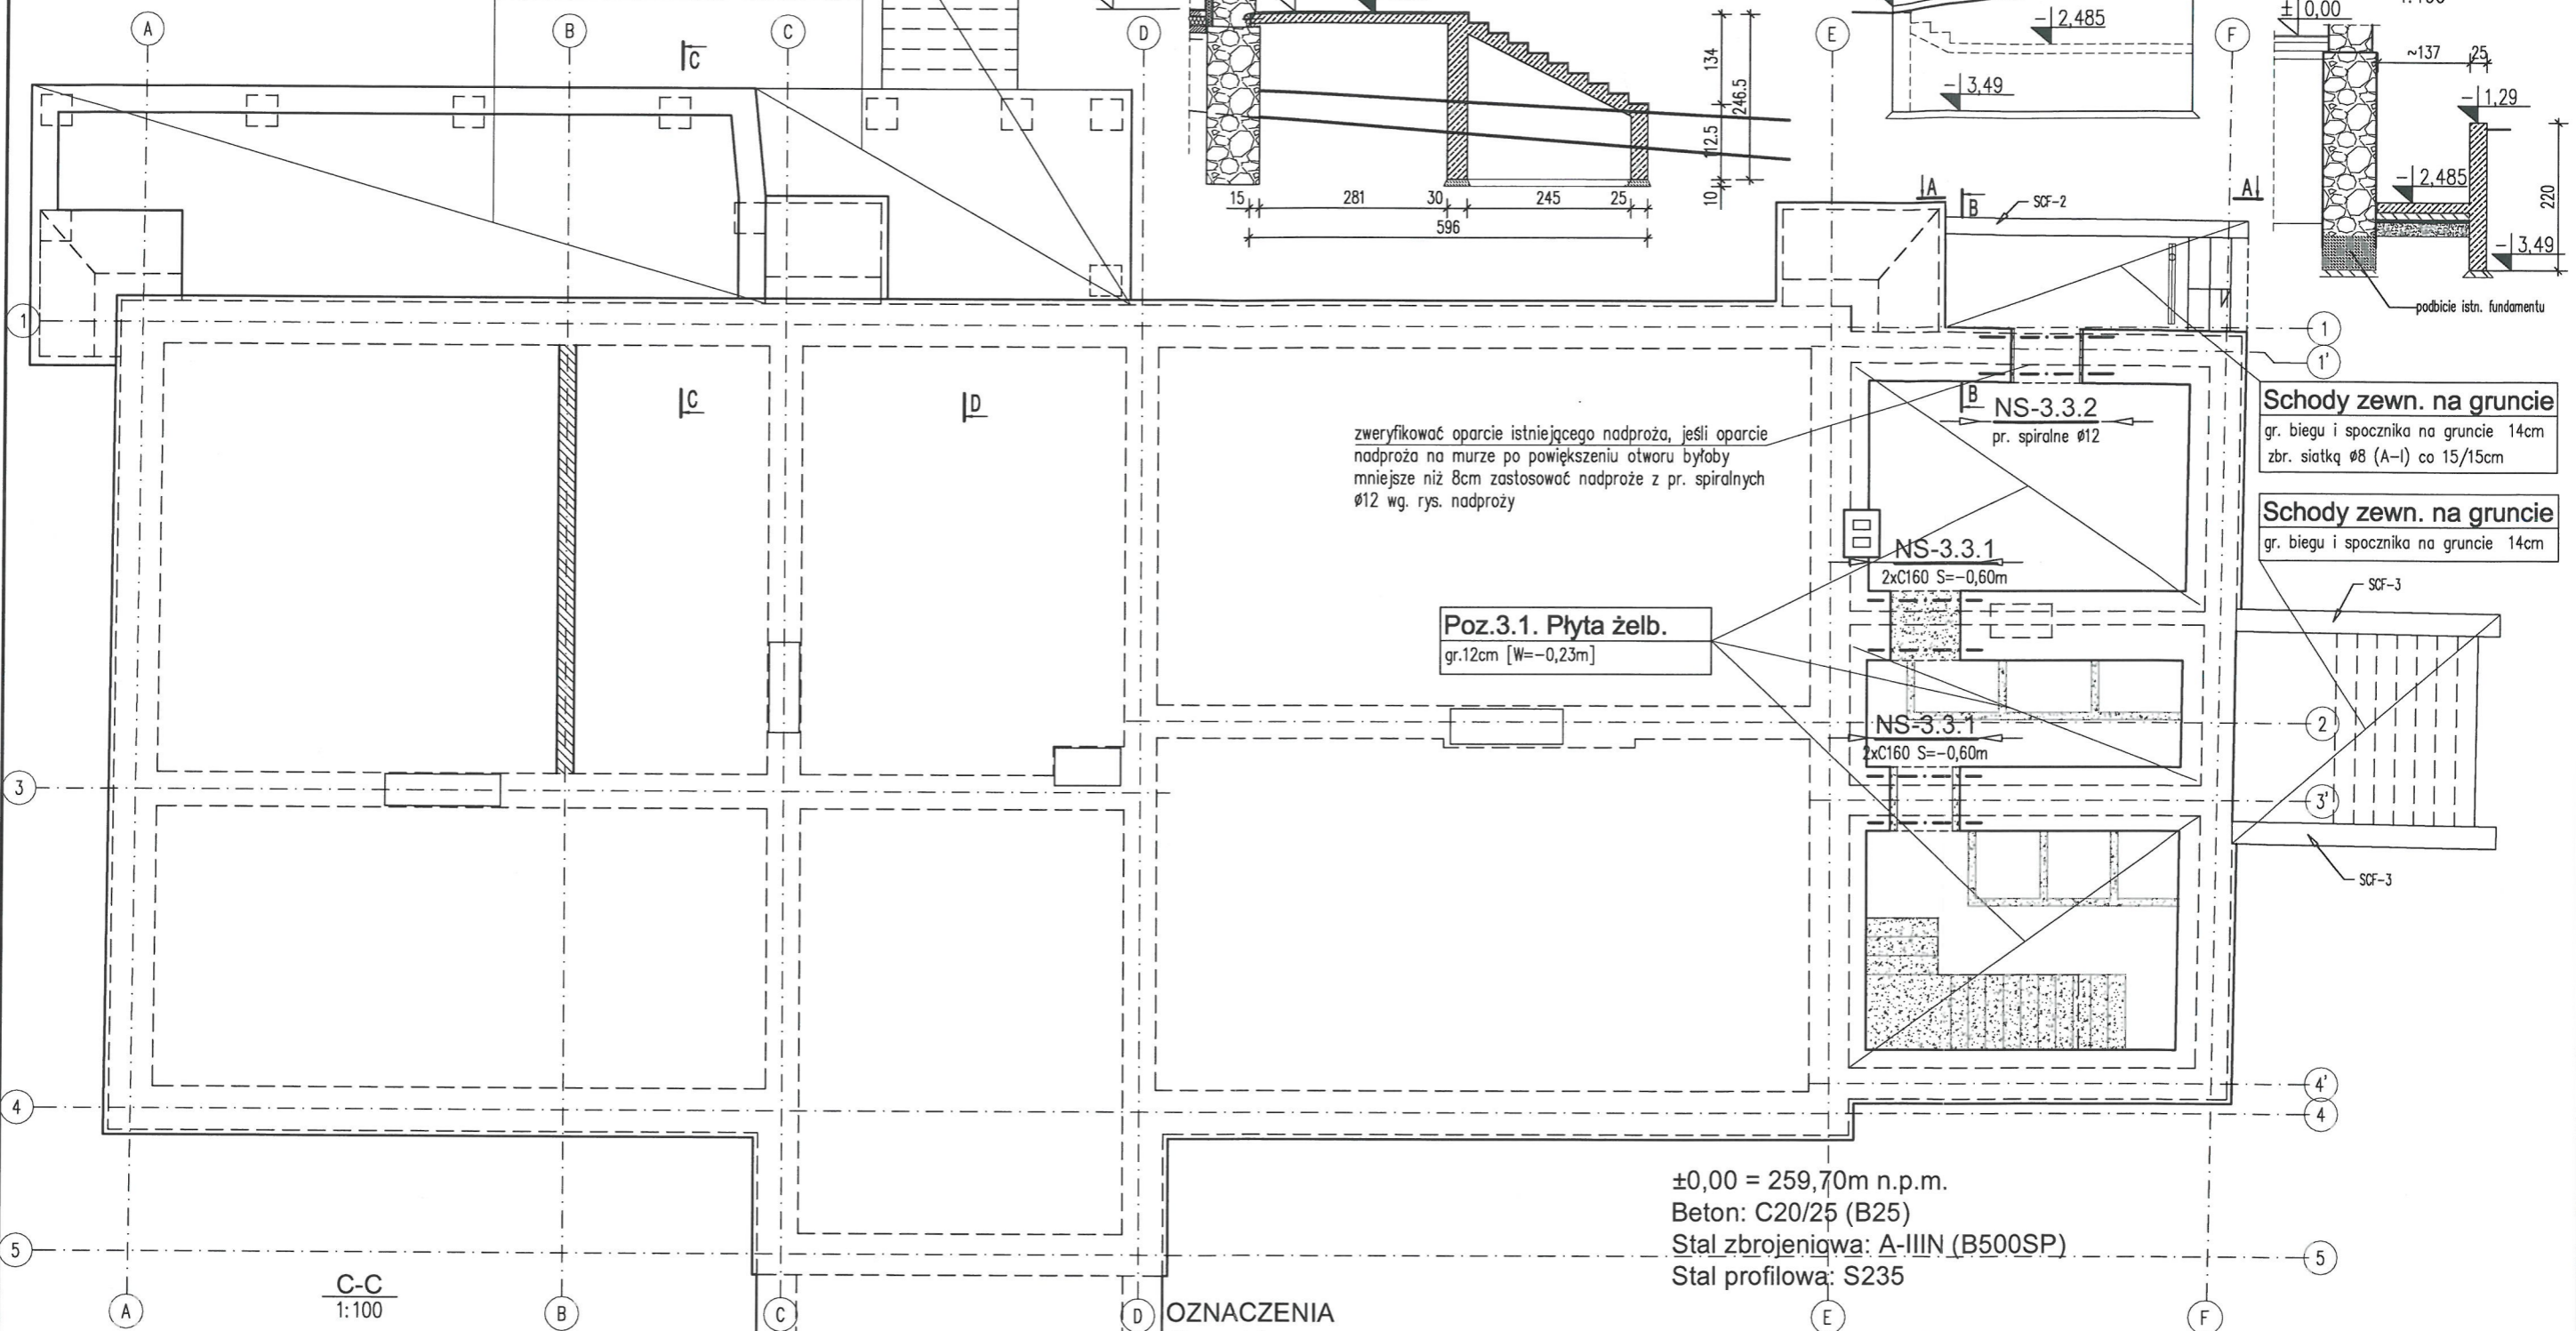 A
B
C
D
E
F
C
134
112.5
246.5
10
15
281
30
245
25
596
- 2,485
- 3,49
± 0,00
~137
25
- 1,29
- 2,485
220
- 3,49
podbicie istn. fundamentu
A
B
SCF-2
A
1
1
1'
C
D
B
NS-3.3.2
pr. spiralne ø12
zweryfikować oparcie istniejącego nadproża, jeśli oparcie
nadproża na murze po powiększeniu otworu byłoby
mniejsze niż 8cm zastosować nadproże z pr. spiralnych
ø12 wg. rys. nadproży
Schody zewn. na gruncie
gr. biegu i spocznika na gruncie 14cm
zbr. siatką ø8 (A-I) co 15/15cm
Schody zewn. na gruncie
gr. biegu i spocznika na gruncie 14cm
NS-3.3.1
2xC160 S=-0,60m
SCF-3
Poz.3.1. Płyta żelb.
gr.12cm [W=-0,23m]
NS-3.3.1
2xC160 S=-0,60m
2
3
3'
SCF-3
4'
4
4
±0,00 = 259,70m n.p.m.
Beton: C20/25 (B25)
Stal zbrojeniowa: A-IIIN (B500SP)
Stal profilowa: S235
5
5
C-C
1:100
A
B
C
D
OZNACZENIA
E
F